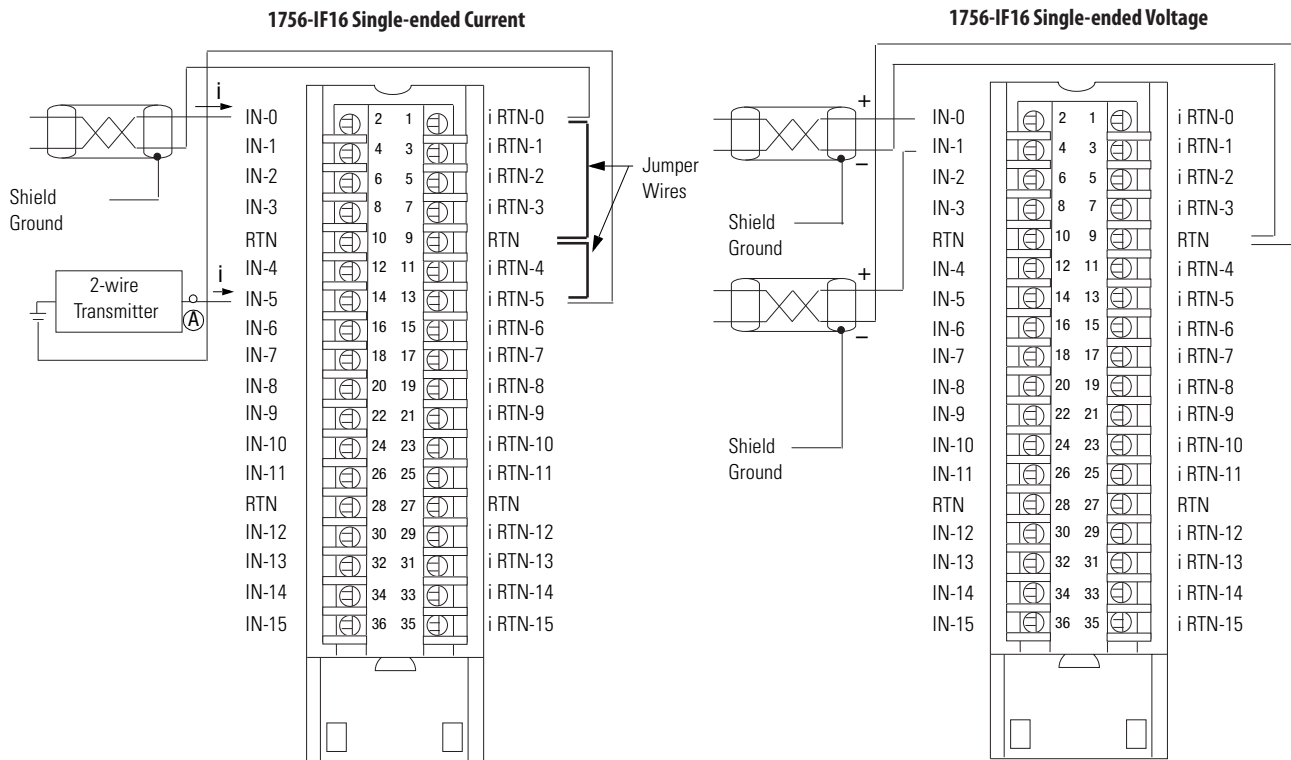 1756-IF16 Single-ended Current
i
IN-0 2 1 i RTN-0
IN-1 4 3 i RTN-1
IN-2 6 5 i RTN-2
IN-3 8 7 i RTN-3
RTN 10 9 RTN
IN-4 12 11 i RTN-4
IN-5 14 13 i RTN-5
IN-6 16 15 i RTN-6
IN-7 18 17 i RTN-7
IN-8 20 19 i RTN-8
IN-9 22 21 i RTN-9
IN-10 24 23 i RTN-10
IN-11 26 25 i RTN-11
RTN 28 27 RTN
IN-12 30 29 i RTN-12
IN-13 32 31 i RTN-13
IN-14 34 33 i RTN-14
IN-15 36 35 i RTN-15
Shield
Ground
i
2-wire
Transmitter
A
Jumper
Wires
1756-IF16 Single-ended Voltage
+
–
Shield
Ground
+
–
Shield
Ground
IN-0 2 1 i RTN-0
IN-1 4 3 i RTN-1
IN-2 6 5 i RTN-2
IN-3 8 7 i RTN-3
RTN 10 9 RTN
IN-4 12 11 i RTN-4
IN-5 14 13 i RTN-5
IN-6 16 15 i RTN-6
IN-7 18 17 i RTN-7
IN-8 20 19 i RTN-8
IN-9 22 21 i RTN-9
IN-10 24 23 i RTN-10
IN-11 26 25 i RTN-11
RTN 28 27 RTN
IN-12 30 29 i RTN-12
IN-13 32 31 i RTN-13
IN-14 34 33 i RTN-14
IN-15 36 35 i RTN-15